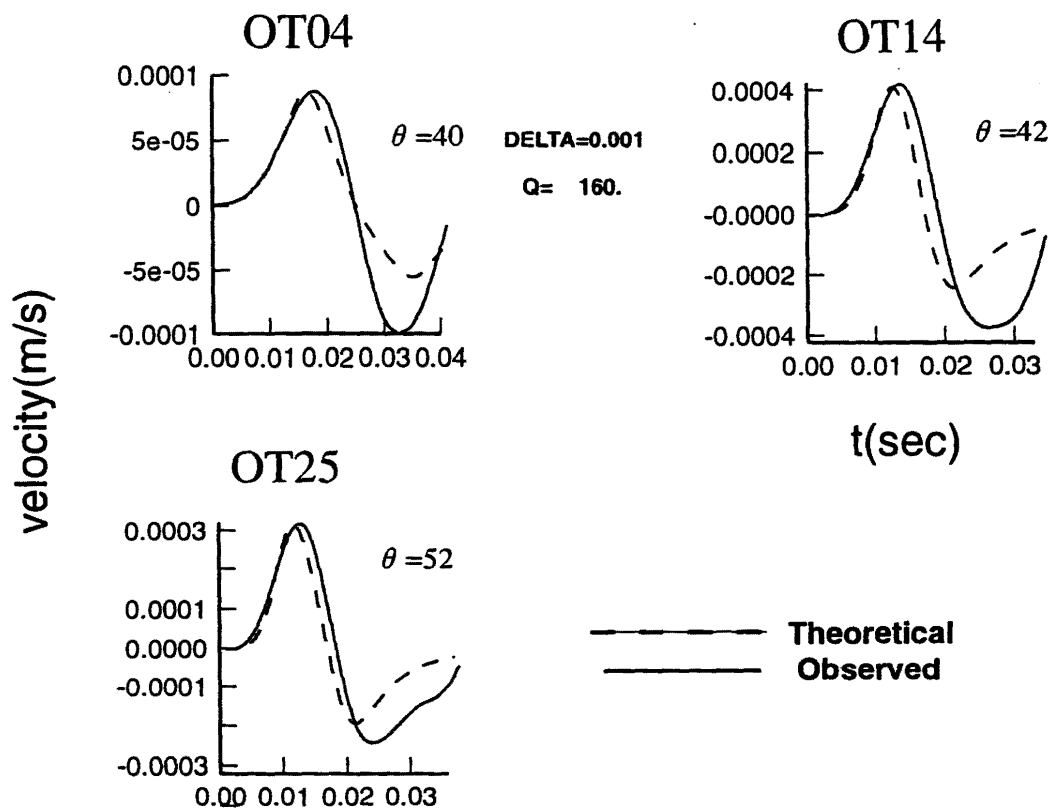 OT04
0.0001
5e-05
0
-5e-05
-0.0001
0.00 0.01 0.02 0.03 0.04
θ =40
DELTA=0.001
Q= 160.
OT14
0.0004
0.0002
-0.0000
-0.0002
-0.0004
0.00 0.01 0.02 0.03
θ =42
velocity(m/s)
t(sec)
OT25
0.0003
0.0001
0.0000
-0.0001
-0.0003
0.00 0.01 0.02 0.03
θ =52
Theoretical
Observed